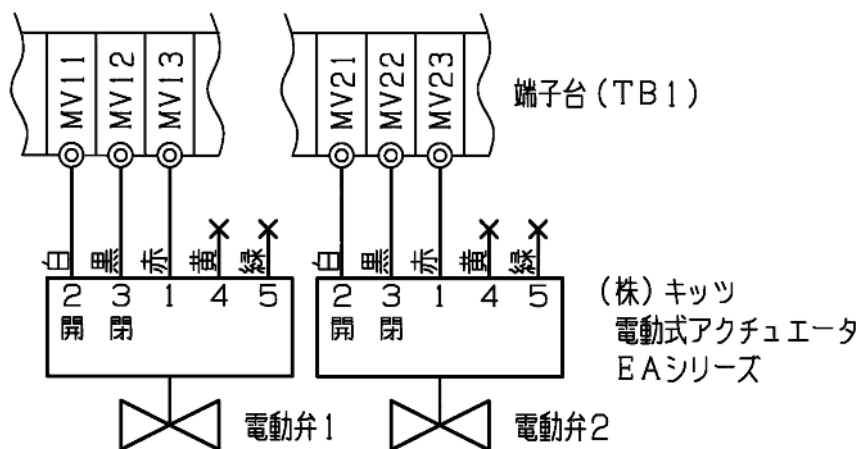 MV11 MV12 MV13 MV21 MV22 MV23 端子台(TB1)
白 黒 赤 黄 緑 白 黒 赤 黄 緑
2 3 1 4 5 2 3 1 4 5 (株)キッツ
開 閉 開 閉 電動式アクチュエータ
EAシリーズ
電動弁1 電動弁2